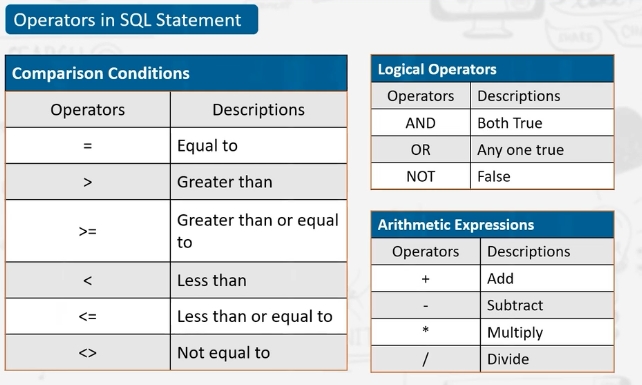 Operators in SQL Statement
Comparison Conditions
Operators Descriptions
= Equal to
> Greater than
>= Greater than or equal
to
< Less than
<= Less than or equal to
<> Not equal to
Logical Operators
Operators Descriptions
AND Both True
OR Any one true
NOT False
Arithmetic Expressions
Operators Descriptions
+ Add
- Subtract
* Multiply
/ Divide